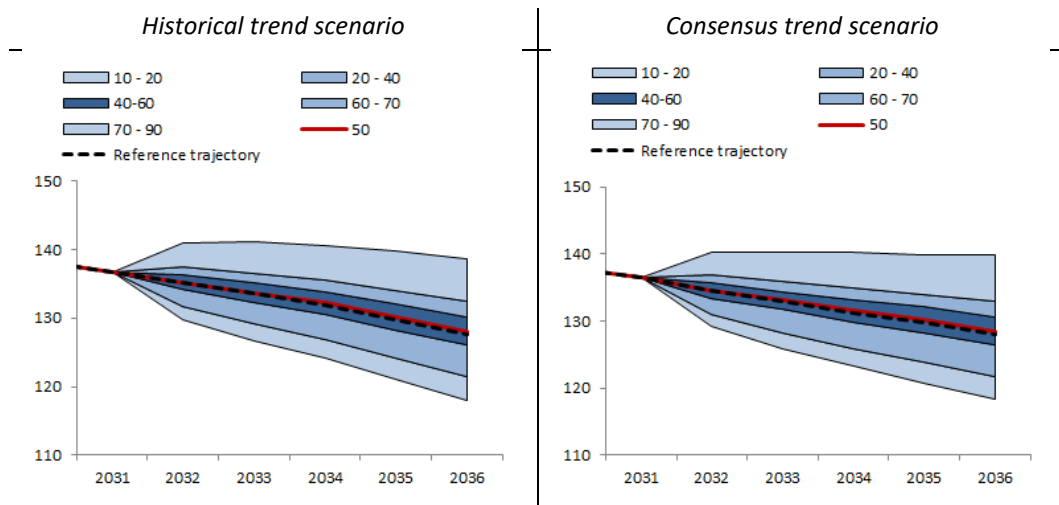 Historical trend scenario
10 - 20
20 - 40
40-60
60 - 70
70 - 90
50
Reference trajectory
150
140
130
120
110
2031 2032 2033 2034 2035 2036
Consensus trend scenario
10 - 20
20 - 40
40-60
60 - 70
70 - 90
50
Reference trajectory
150
140
130
120
110
2031 2032 2033 2034 2035 2036